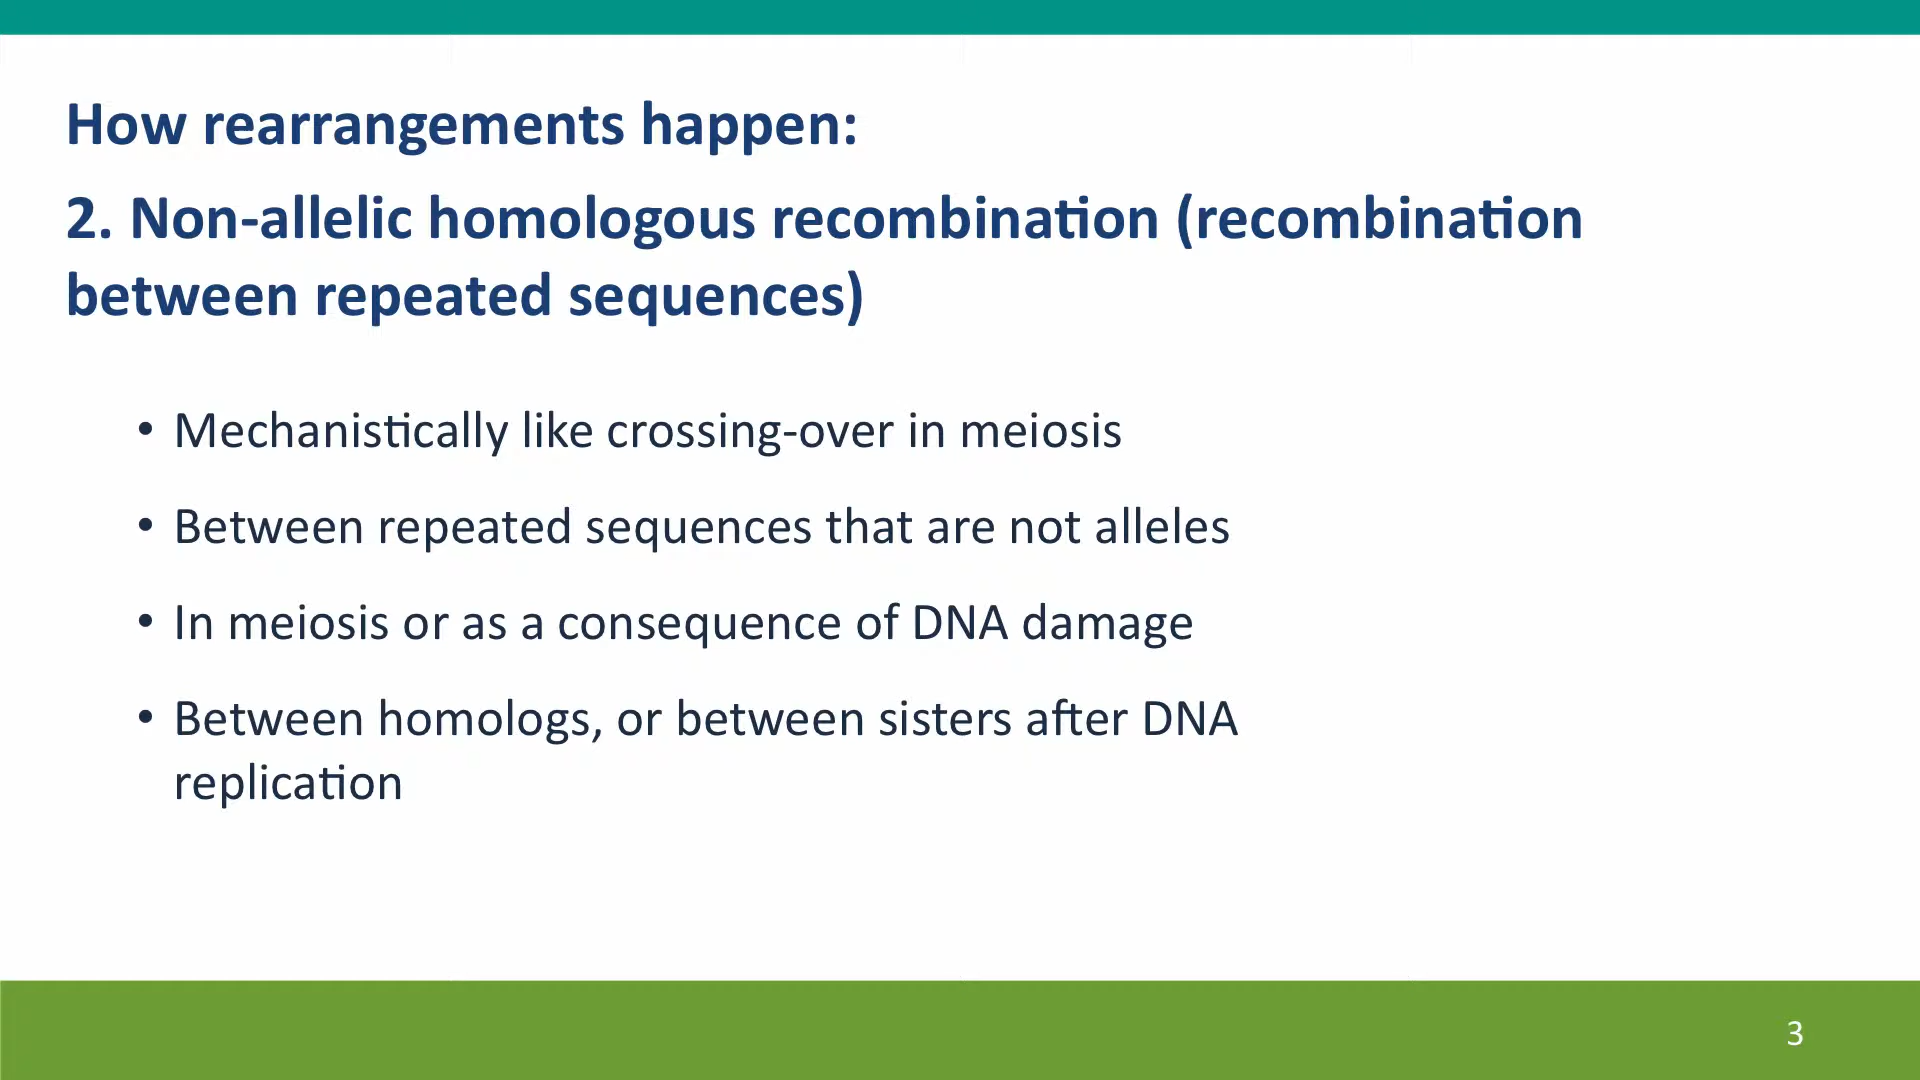 How rearrangements happen:
2. Non-allelic homologous recombination (recombination
between repeated sequences)
• Mechanistically like crossing-over in meiosis
• Between repeated sequences that are not alleles
• In meiosis or as a consequence of DNA damage
• Between homologs, or between sisters after DNA
replication
3